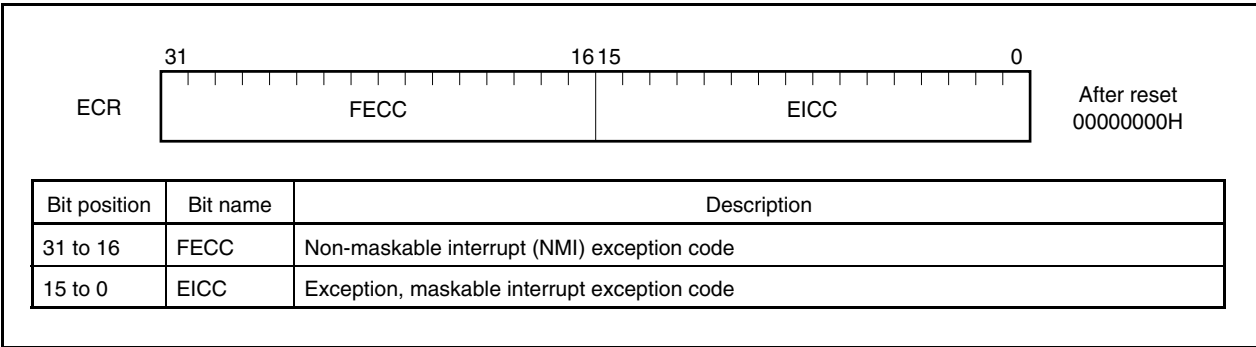 31 16 15 0
ECR FECC EICC After reset
00000000H
Bit position Bit name Description
31 to 16 FECC Non-maskable interrupt (NMI) exception code
15 to 0 EICC Exception, maskable interrupt exception code